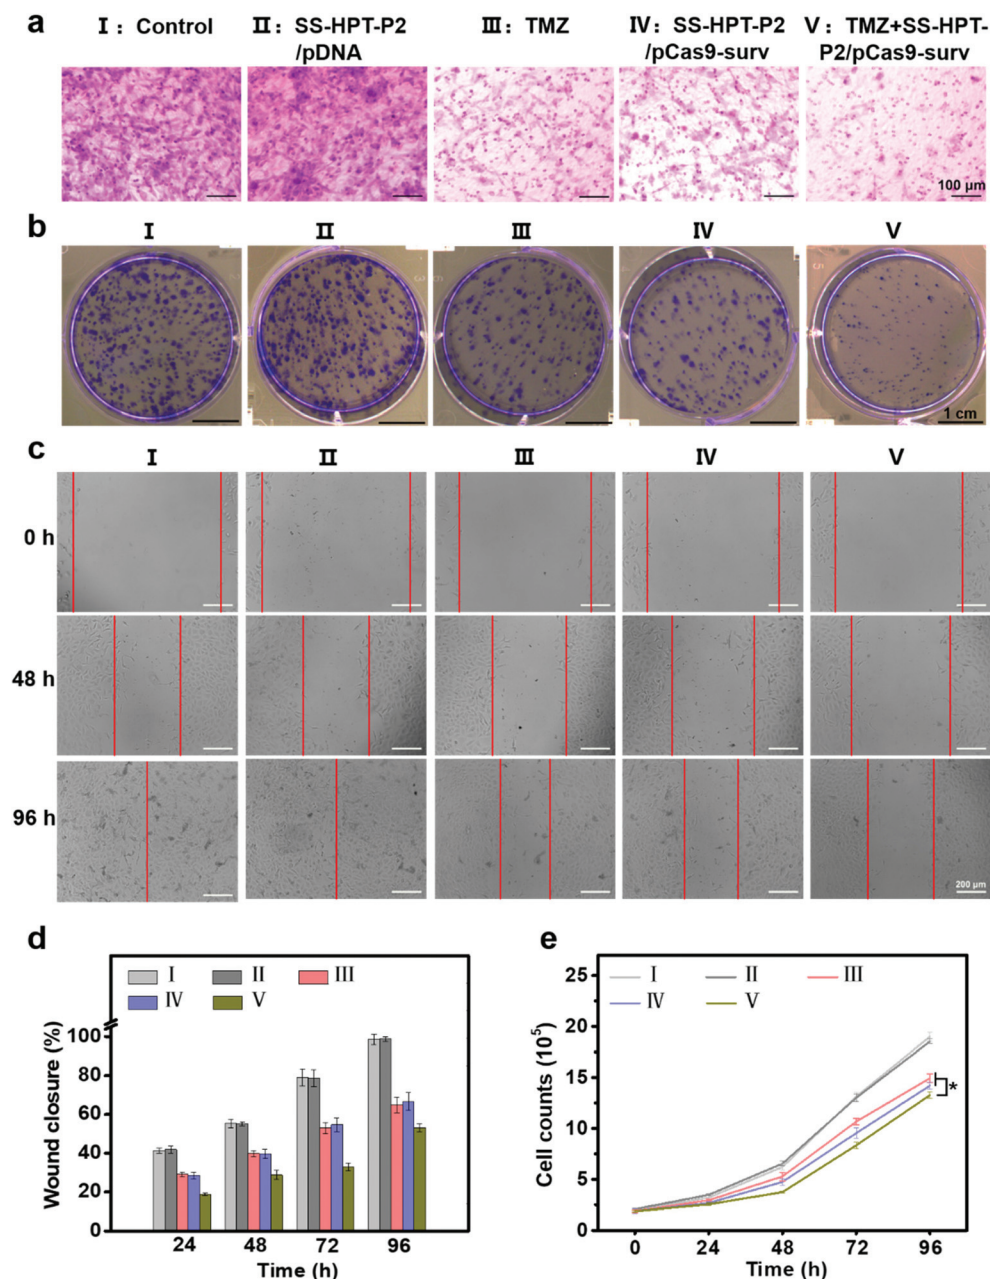 a
Ⅰ: Control
Ⅱ: SS-HPT-P2
/pDNA
Ⅲ: TMZ
Ⅳ: SS-HPT-P2
/pCas9-surv
Ⅴ: TMZ+SS-HPT-
P2/pCas9-surv
100 μm
b
Ⅰ Ⅱ Ⅲ Ⅳ Ⅴ
1 cm
c
Ⅰ Ⅱ Ⅲ Ⅳ Ⅴ
0 h
48 h
96 h
200 μm
d
Ⅰ Ⅱ Ⅲ
Ⅳ Ⅴ
Wound closure (%)
100
80
60
40
20
0
24 48 72 96
Time (h)
e
Ⅰ Ⅱ Ⅲ
Ⅳ Ⅴ
Cell counts (10⁵)
25
20
15
10
5
0
*
0 24 48 72 96
Time (h)